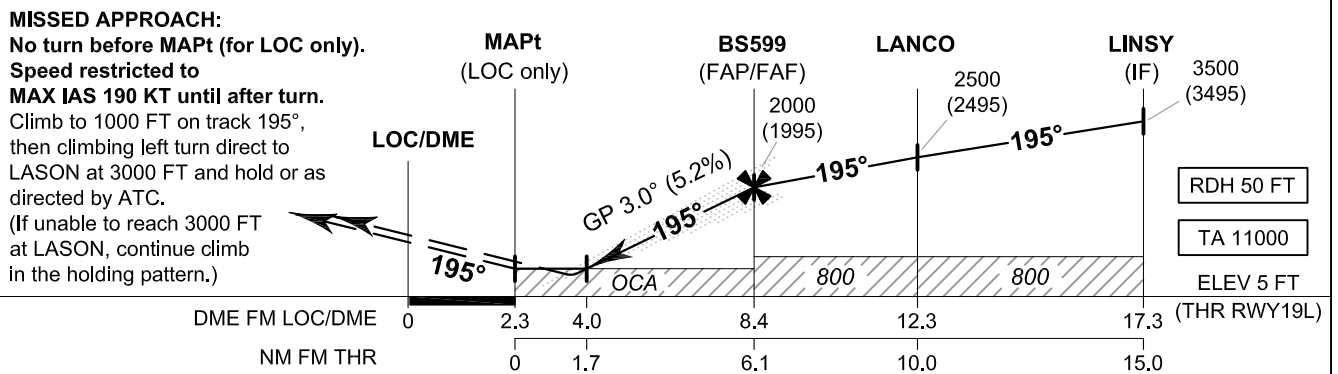 MISSED APPROACH:
No turn before MAPt (for LOC only).
Speed restricted to
MAX IAS 190 KT until after turn.
Climb to 1000 FT on track 195°,
then climbing left turn direct to
LASON at 3000 FT and hold or as
directed by ATC.
(If unable to reach 3000 FT
at LASON, continue climb
in the holding pattern.)
LOC/DME
MAPt
(LOC only)
BS599
(FAP/FAF)
LANCO
LINSY
(IF)
2000
(1995)
2500
(2495)
3500
(3495)
GP 3.0° (5.2%)
195°
195°
195°
195°
OCA
800
800
RDH 50 FT
TA 11000
ELEV 5 FT
(THR RWY19L)
DME FM LOC/DME 0 2.3 4.0 8.4 12.3 17.3
NM FM THR 0 1.7 6.1 10.0 15.0